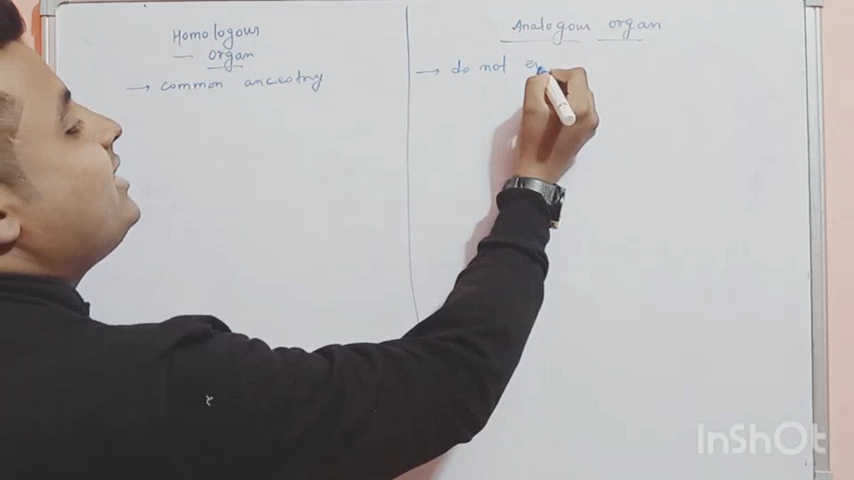 Homologous
organ
→ common ancestry
Analogous organ
→ do not
InShOt